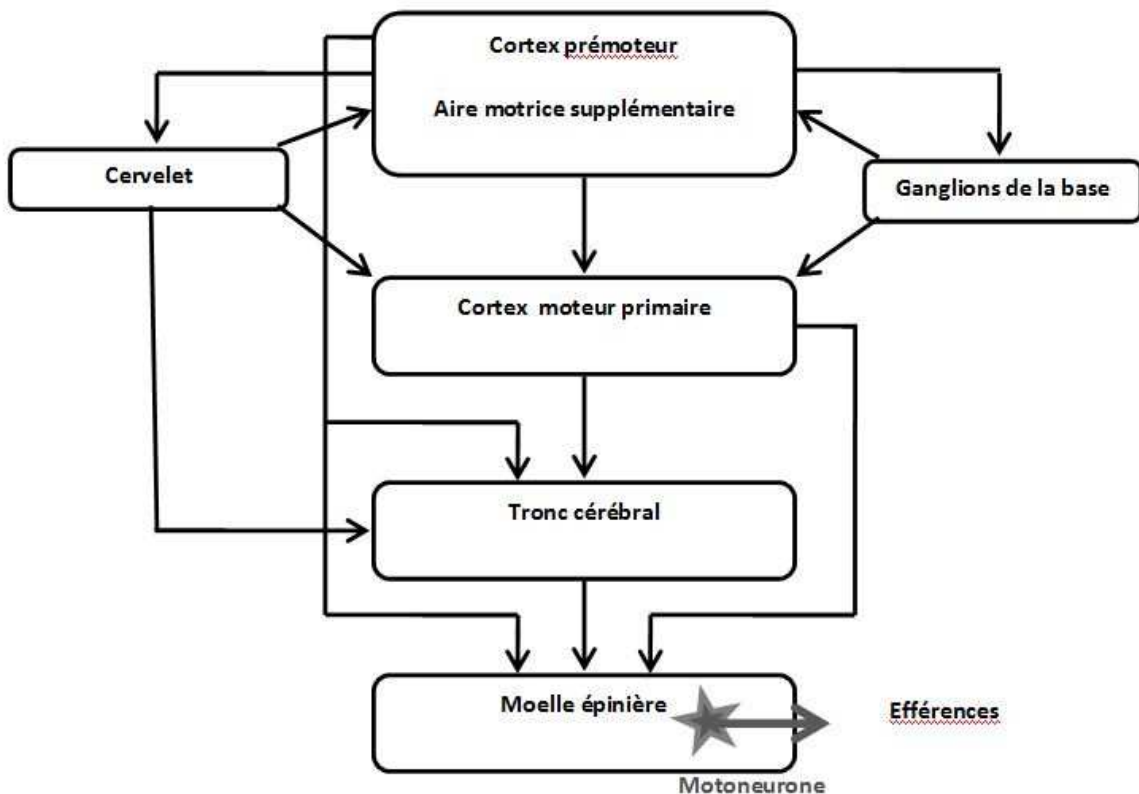 Cortex prémoteur
Aire motrice supplémentaire
Cervelet
Ganglions de la base
Cortex moteur primaire
Tronc cérébral
Moelle épinière
Efférences
Motoneurone